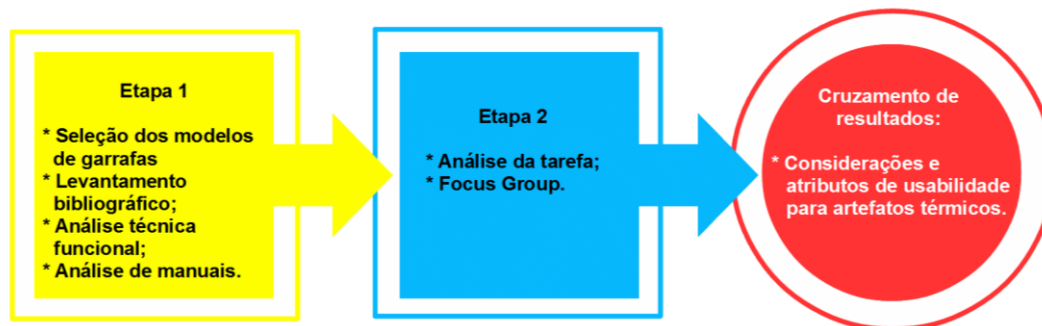 Etapa 1
* Seleção dos modelos
de garrafas
* Levantamento
bibliográfico;
* Análise técnica
funcional;
* Análise de manuais.
Etapa 2
* Análise da tarefa;
* Focus Group.
Cruzamento de
resultados:
* Considerações e
atributos de usabilidade
para artefatos térmicos.